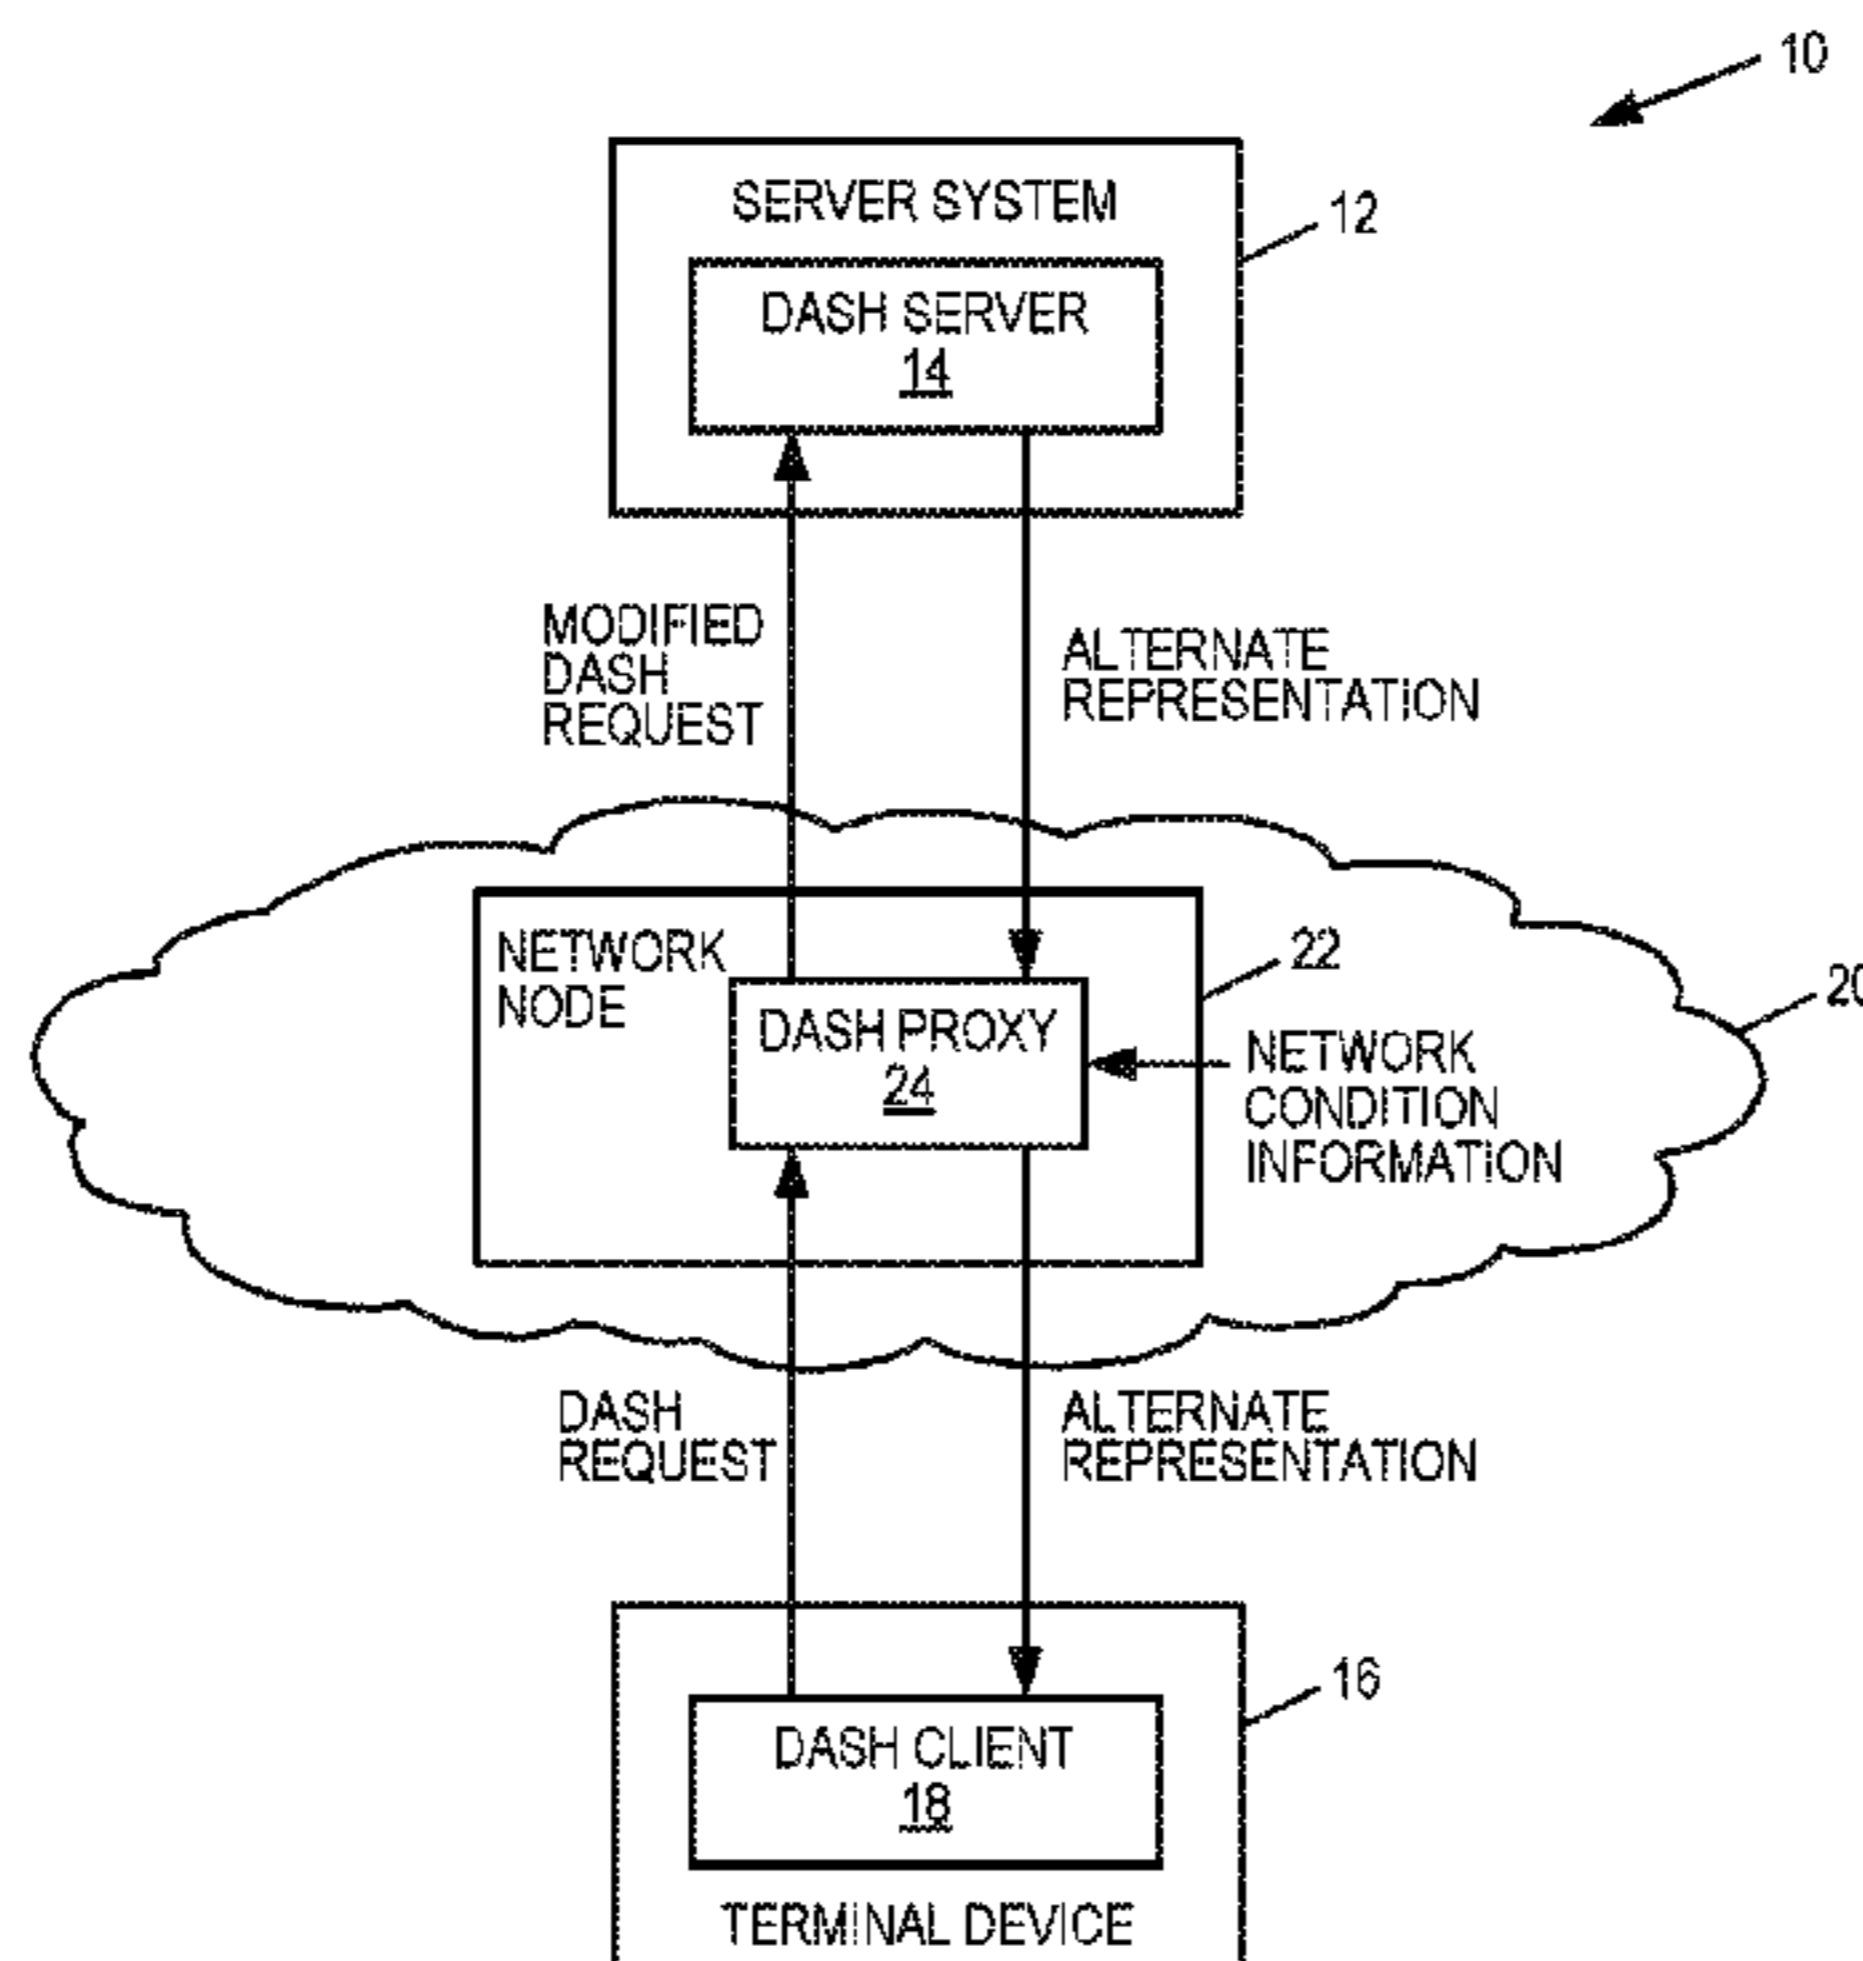 10
SERVER SYSTEM
12
DASH SERVER
14
MODIFIED
DASH
REQUEST
ALTERNATE
REPRESENTATION
NETWORK
NODE
22
20
DASH PROXY
24
NETWORK
CONDITION
INFORMATION
DASH
REQUEST
ALTERNATE
REPRESENTATION
16
DASH CLIENT
18
TERMINAL DEVICE